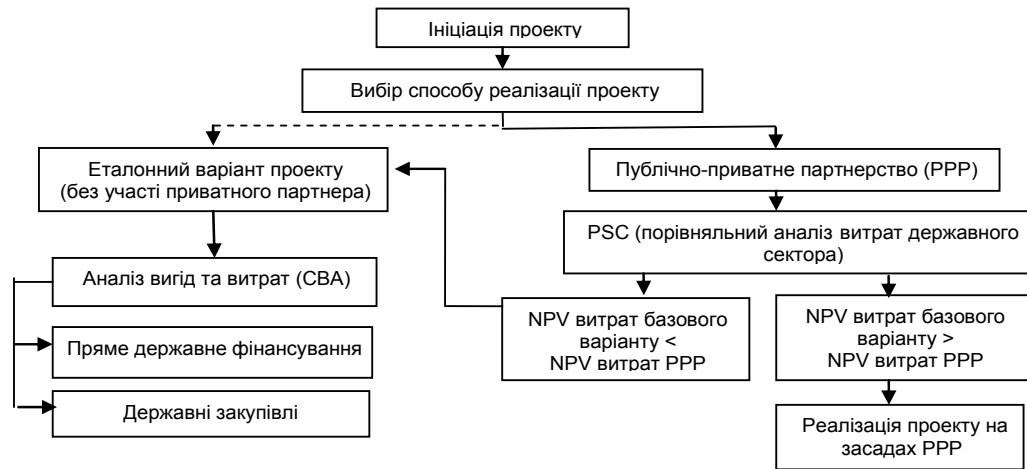 Ініціація проекту
Вибір способу реалізації проекту
Еталонний варіант проекту
(без участі приватного партнера)
Публічно-приватне партнерство (PPP)
PSC (порівняльний аналіз витрат державного
сектора)
Аналіз вигід та витрат (CBA)
NPV витрат базового
варіанту <
NPV витрат PPP
NPV витрат базового
варіанту >
NPV витрат PPP
Пряме державне фінансування
Державні закупівлі
Реалізація проекту на
засадах PPP